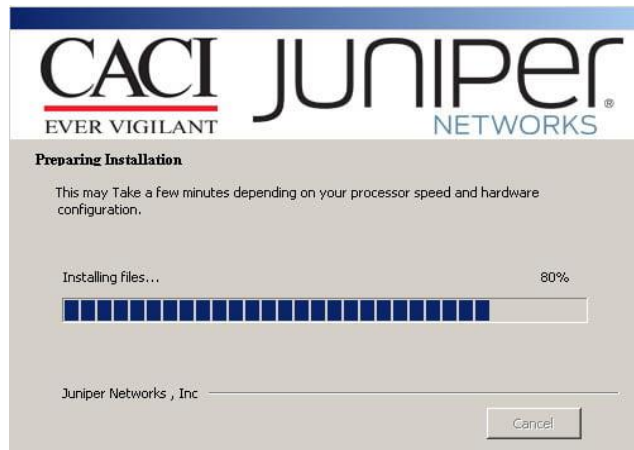 CACI
EVER VIGILANT
JUNIPer
NETWORKS
Preparing Installation
This may Take a few minutes depending on your processor speed and hardware
configuration.
Installing files...
80%
Juniper Networks , Inc
Cancel